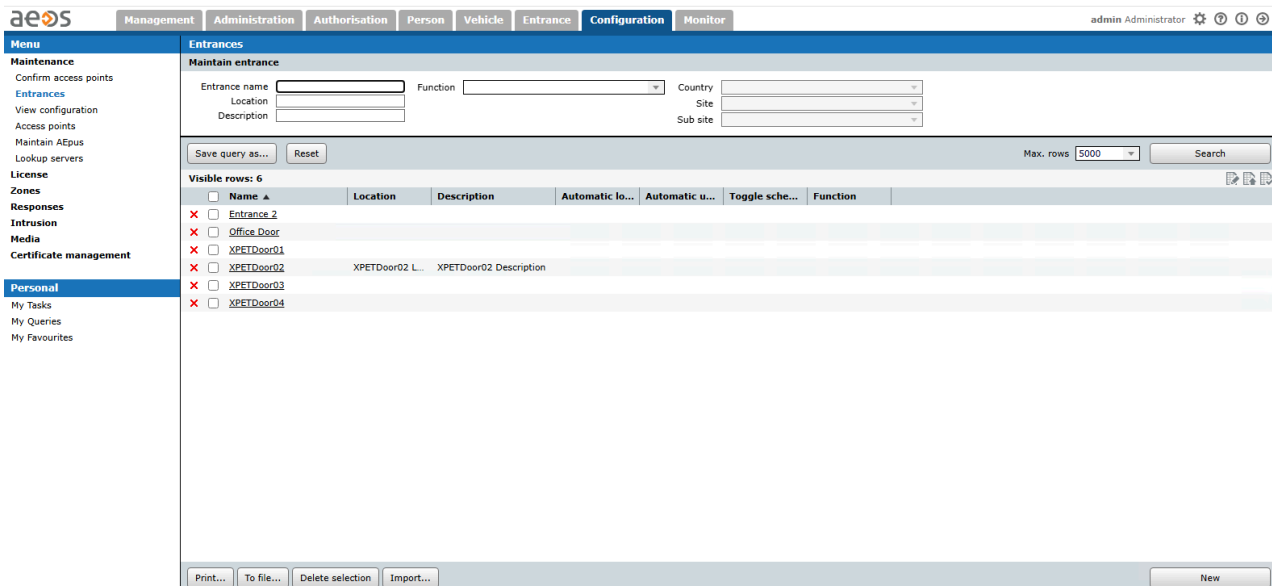 aeos
Management Administration Authorisation Person Vehicle Entrance Configuration Monitor
admin Administrator
Menu
Maintenance
Confirm access points
Entrances
View configuration
Access points
Maintain AEpus
Lookup servers
License
Zones
Responses
Intrusion
Media
Certificate management
Personal
My Tasks
My Queries
My Favourites
Entrances
Maintain entrance
Entrance name Function Country
Location Site
Description Sub site
Save query as... Reset Max. rows 5000 Search
Visible rows: 6
Name Location Description Automatic lo... Automatic u... Toggle sche... Function
Entrance 2
Office Door
XPETDoor01
XPETDoor02 XPETDoor02 L... XPETDoor02 Description
XPETDoor03
XPETDoor04
Print... To file... Delete selection Import... New